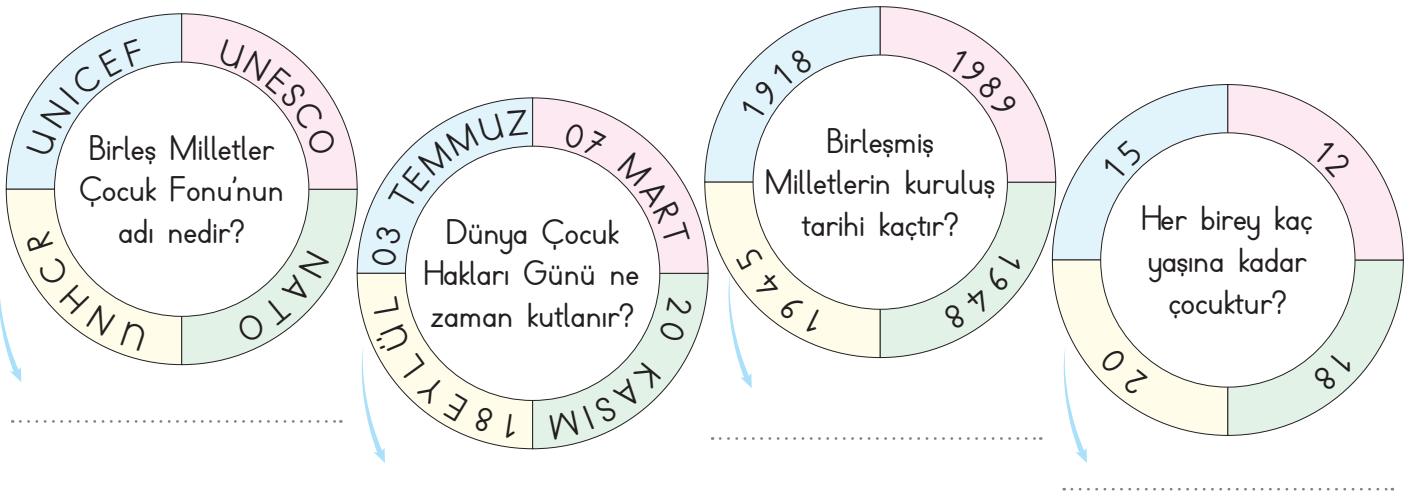 UNICEF
UNESCO
Birleş Milletler
Çocuk Fonu'nun
adı nedir?
UNHCR
NATO
03 TEMMUZ
07 MART
Dünya Çocuk
Hakları Günü ne
zaman kutlanır?
18 EYLÜL
20 KASIM
1918
1989
Birleşmiş
Milletlerin kuruluş
tarihi kaçtır?
1945
1948
15
12
Her birey kaç
yaşına kadar
çocuktur?
20
18